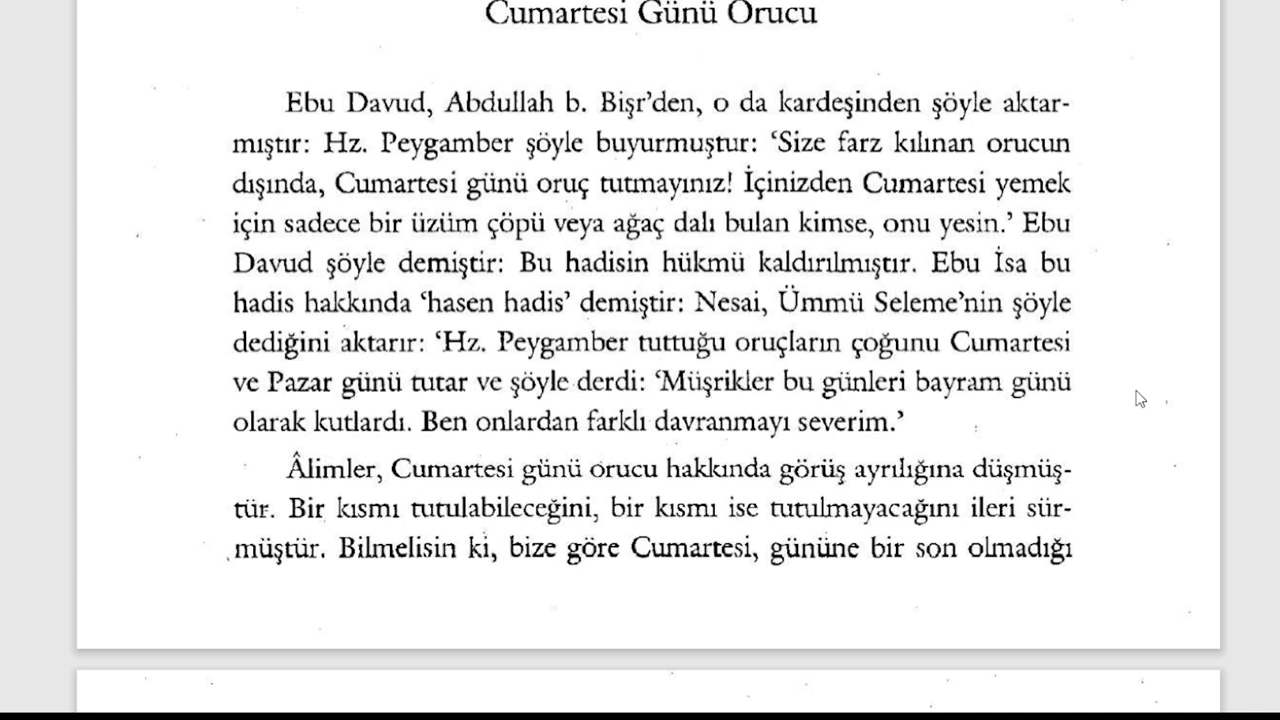 Cumartesi Günü Orucu
Ebu Davud, Abdullah b. Bişr'den, o da kardeşinden şöyle aktar-
mıştır: Hz. Peygamber şöyle buyurmuştur: 'Size farz kılınan orucun
dışında, Cumartesi günü oruç tutmayınız! İçinizden Cumartesi yemek
için sadece bir üzüm çöpü veya ağaç dalı bulan kimse, onu yesin.' Ebu
Davud şöyle demiştir: Bu hadisin hükmü kaldırılmıştır. Ebu İsa bu
hadis hakkında 'hasen hadis' demiştir: Nesai, Ümmü Seleme'nin şöyle
dediğini aktarır: 'Hz. Peygamber tuttuğu oruçların çoğunu Cumartesi
ve Pazar günü tutar ve şöyle derdi: 'Müşrikler bu günleri bayram günü
olarak kutlardı. Ben onlardan farklı davranmayı severim.'
Âlimler, Cumartesi günü orucu hakkında görüş ayrılığına düşmüş-
tür. Bir kısmı tutulabileceğini, bir kısmı ise tutulmayacağını ileri sür-
müştür. Bilmelisin ki, bize göre Cumartesi, gününe bir son olmadığı